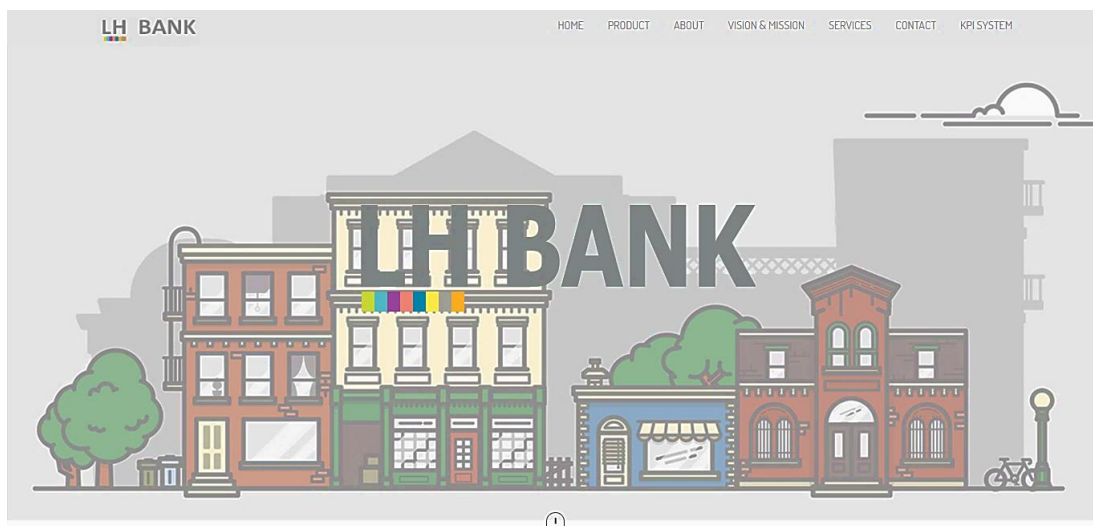 LH BANK
HOME PRODUCT ABOUT VISION & MISSION SERVICES CONTACT KPI SYSTEM
LH BANK